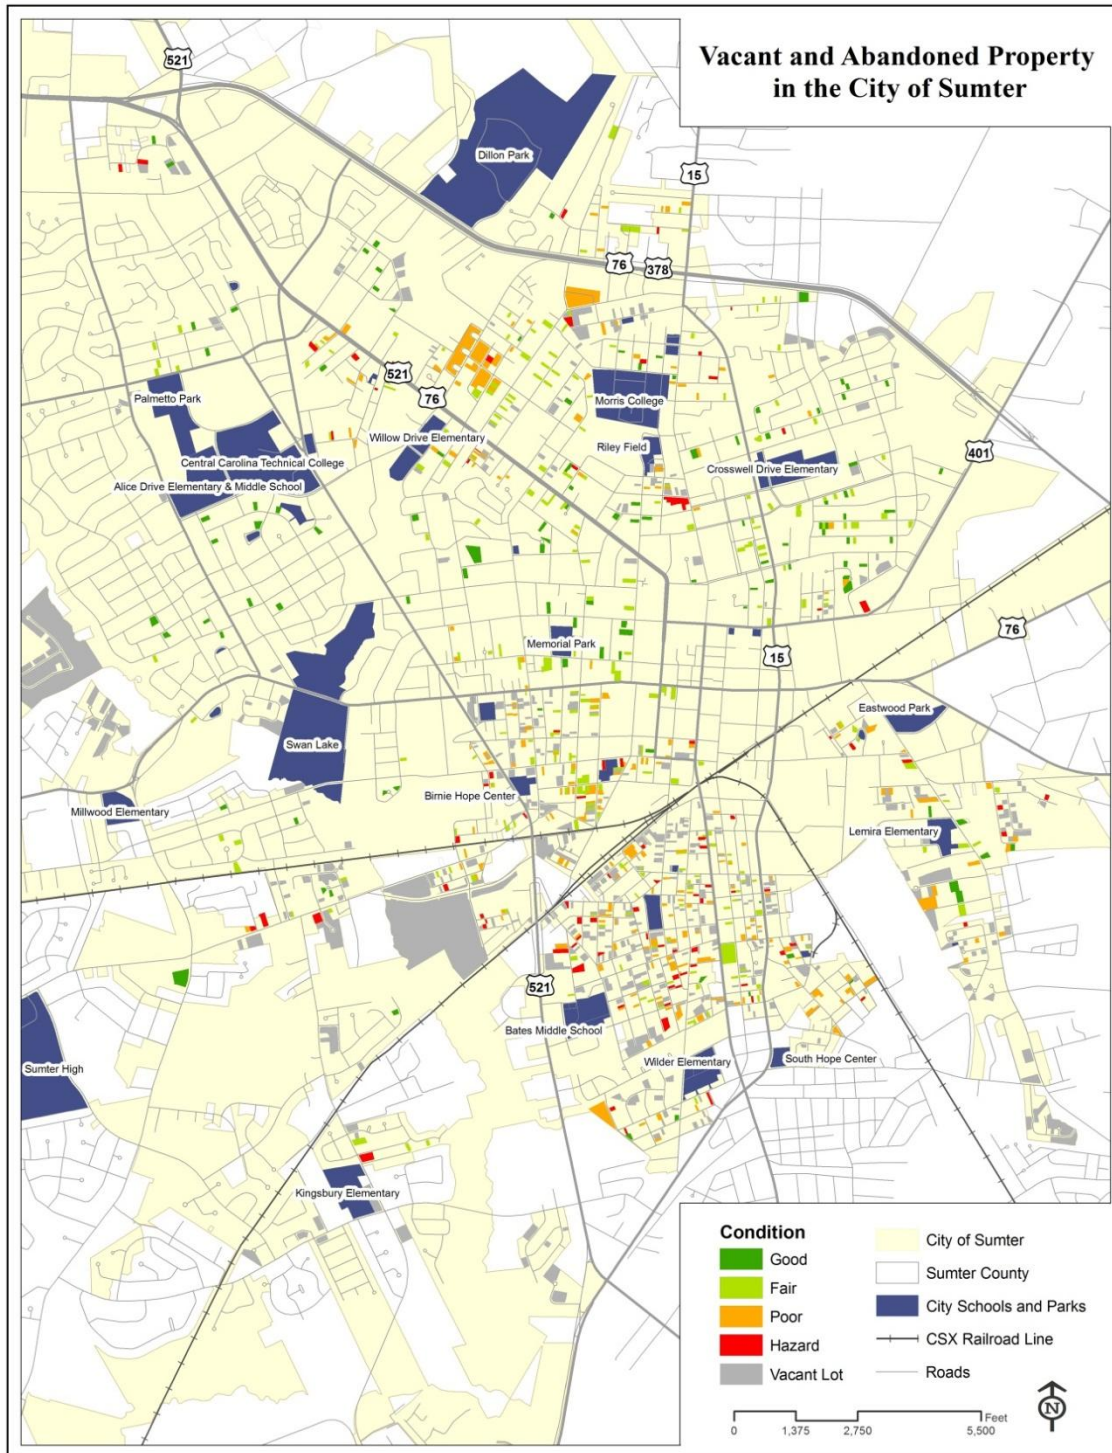 Vacant and Abandoned Property
in the City of Sumter
521
Dillon Park
15
76
378
521
76
Palmetto Park
Willow Drive Elementary
Morris College
Riley Field
401
Central Carolina Technical College
Crosswell Drive Elementary
Alice Drive Elementary & Middle School
Memorial Park
76
15
Eastwood Park
Swan Lake
Birnie Hope Center
Millwood Elementary
Lemira Elementary
521
Bates Middle School
Wilder Elementary
South Hope Center
Sumter High
Kingsbury Elementary
Condition
Good
Fair
Poor
Hazard
Vacant Lot
City of Sumter
Sumter County
City Schools and Parks
CSX Railroad Line
Roads
N
Feet
0 1,375 2,750 5,500